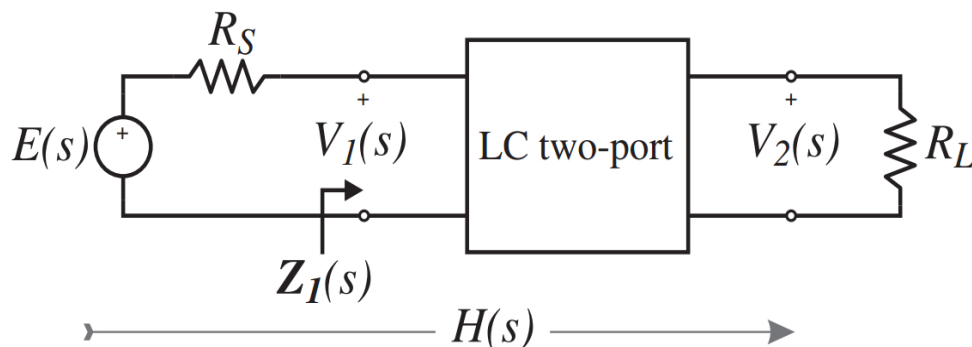 R_S
+
E(s)
+
V_1(s)
LC two-port
+
V_2(s)
R_L
Z_1(s)
H(s)